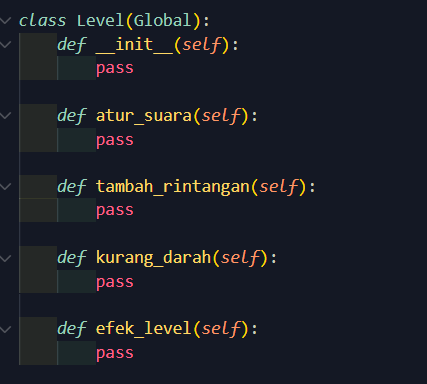 class Level(Global):
    def __init__(self):
        pass

    def atur_suara(self):
        pass

    def tambah_rintangan(self):
        pass

    def kurang_darah(self):
        pass

    def efek_level(self):
        pass